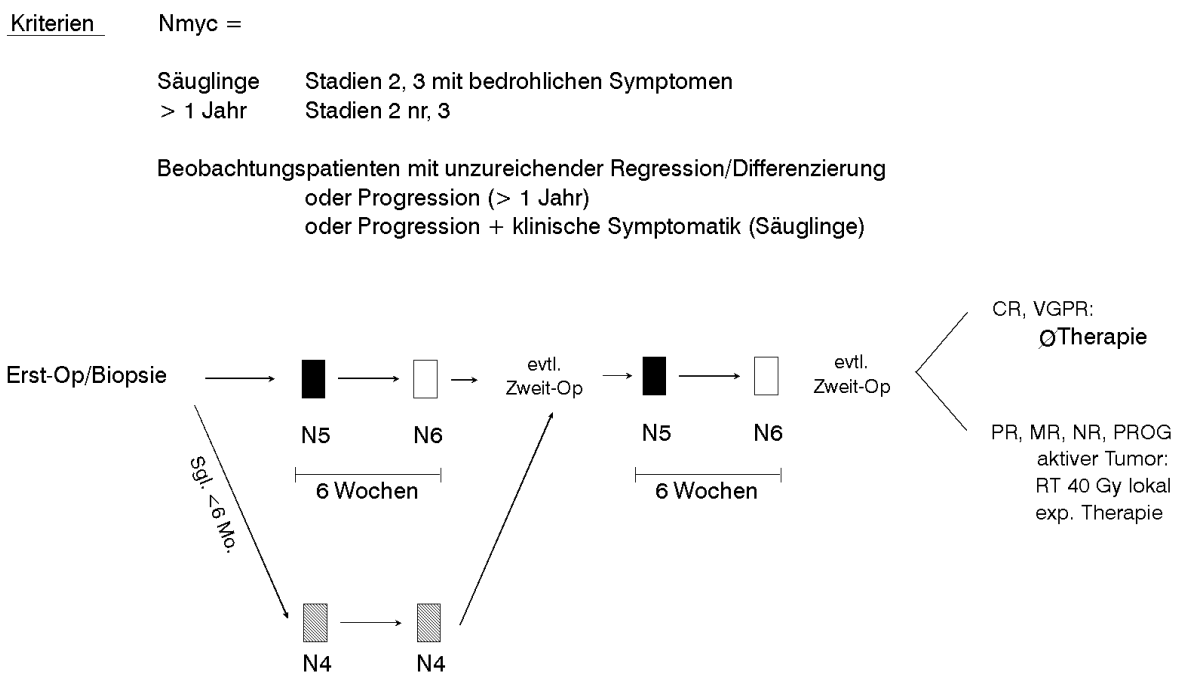 Kriterien Nmyc =
Säuglinge Stadien 2, 3 mit bedrohlichen Symptomen
> 1 Jahr Stadien 2 nr, 3
Beobachtungspatienten mit unzureichender Regression/Differenzierung
oder Progression (> 1 Jahr)
oder Progression + klinische Symptomatik (Säuglinge)
Erst-Op/Biopsie
N5
N6
6 Wochen
evtl.
Zweit-Op
N5
N6
6 Wochen
evtl.
Zweit-Op
CR, VGPR:
ØTherapie
PR, MR, NR, PROG
aktiver Tumor:
RT 40 Gy lokal
exp. Therapie
Sgl. <6 Mo.
N4
N4